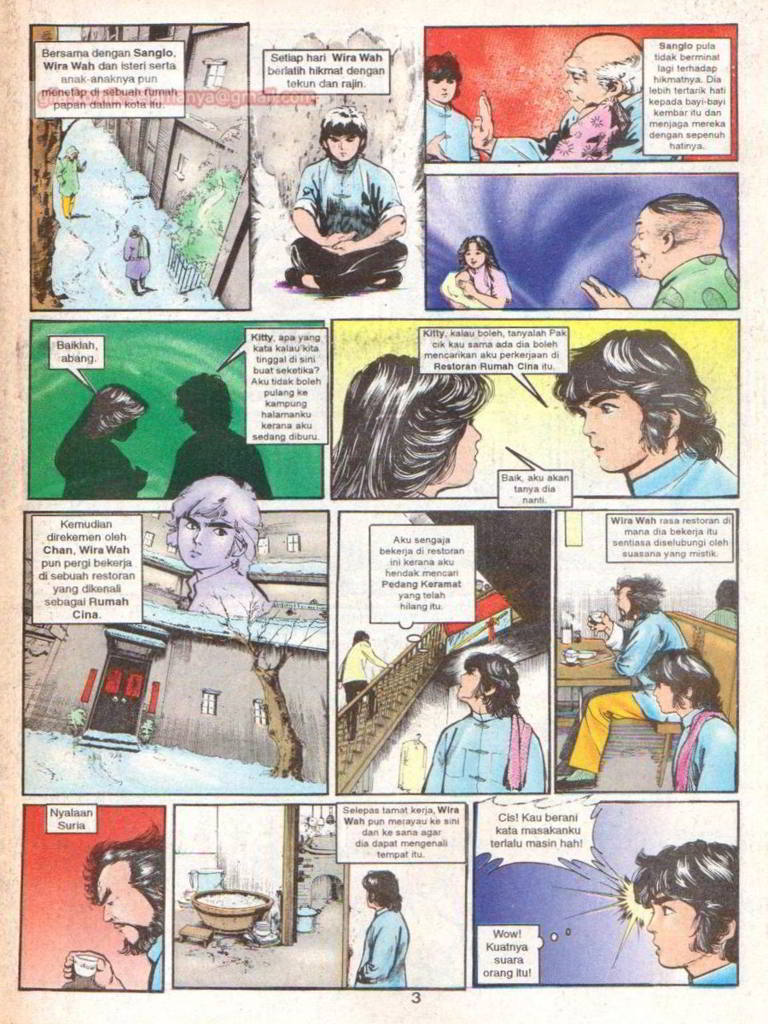 Bersama dengan Sanglo,
Wira Wah dan isteri serta
anak-anaknya pun
menetap di sebuah rumah
papan dalam kota itu.
Setiap hari Wira Wah
berlatih hikmat dengan
tekun dan rajin.
Sanglo pula
tidak berminat
lagi terhadap
hikmatnya. Dia
lebih tertarik hati
kepada bayi-bayi
kembar itu dan
menjaga mereka
dengan sepenuh
hatinya.
Baiklah,
abang.
Kitty, apa yang
kata kalau kita
tinggal di sini
buat seketika?
Aku tidak boleh
pulang ke
kampung
halamanku
kerana aku
sedang diburu.
Kitty, kalau boleh, tanyalah Pak
cik kau sama ada dia boleh
mencarikan aku perkerjaan di
Restoran Rumah Cina itu.
Baik, aku akan
tanya dia
nanti.
Kemudian
direkemen oleh
Chan, Wira Wah
pun pergi bekerja
di sebuah restoran
yang dikenali
sebagai Rumah
Cina.
Aku sengaja
bekerja di restoran
ini kerana aku
hendak mencari
Pedang Keramat
yang telah
hilang itu.
Wira Wah rasa restoran di
mana dia bekerja itu
sentiasa diselubungi oleh
suasana yang mistik.
Nyalaan
Suria
Selepas tamat kerja, Wira
Wah pun merayau ke sini
dan ke sana agar
dia dapat mengenali
tempat itu.
Cis! Kau berani
kata masakanku
terlalu masin hah!
Wow!
Kuatnya
suara
orang itu!
3